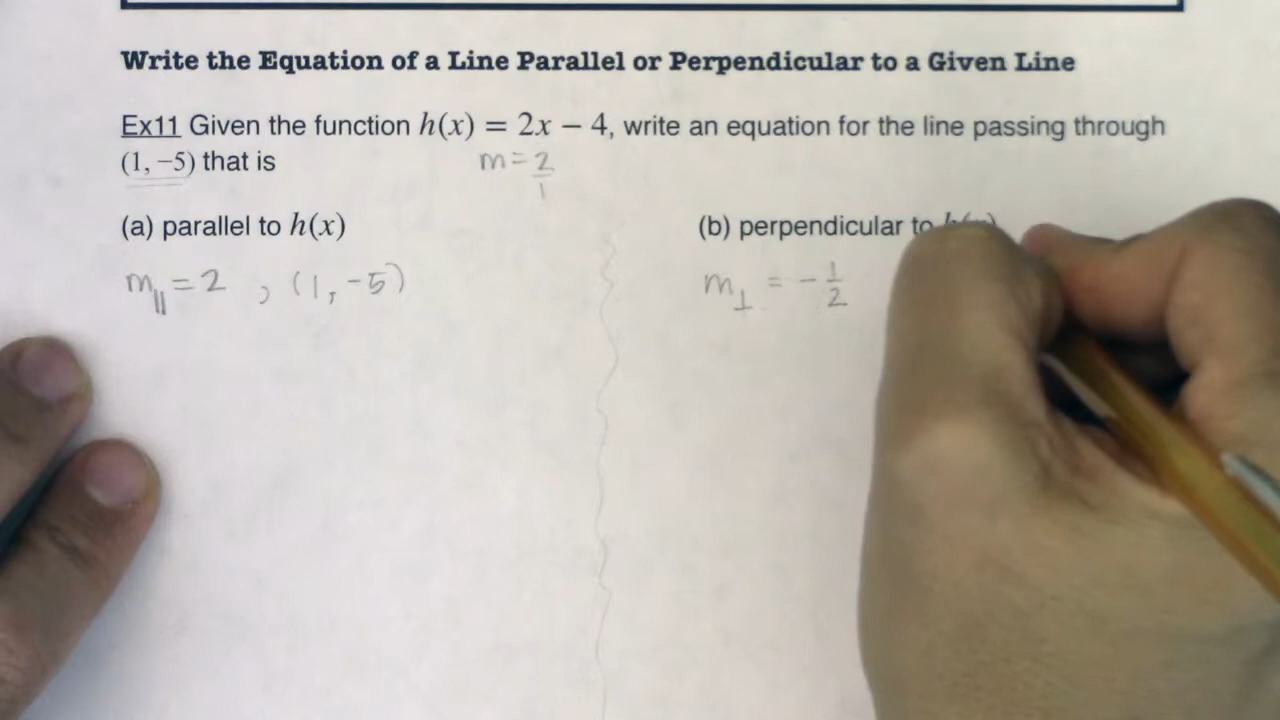 Write the Equation of a Line Parallel or Perpendicular to a Given Line
Ex11 Given the function h(x) = 2x − 4, write an equation for the line passing through
(1, −5) that is
m = 2/1
(a) parallel to h(x)
(b) perpendicular to h(x)
m|| = 2 , (1, -5)
m⊥ = - 1/2